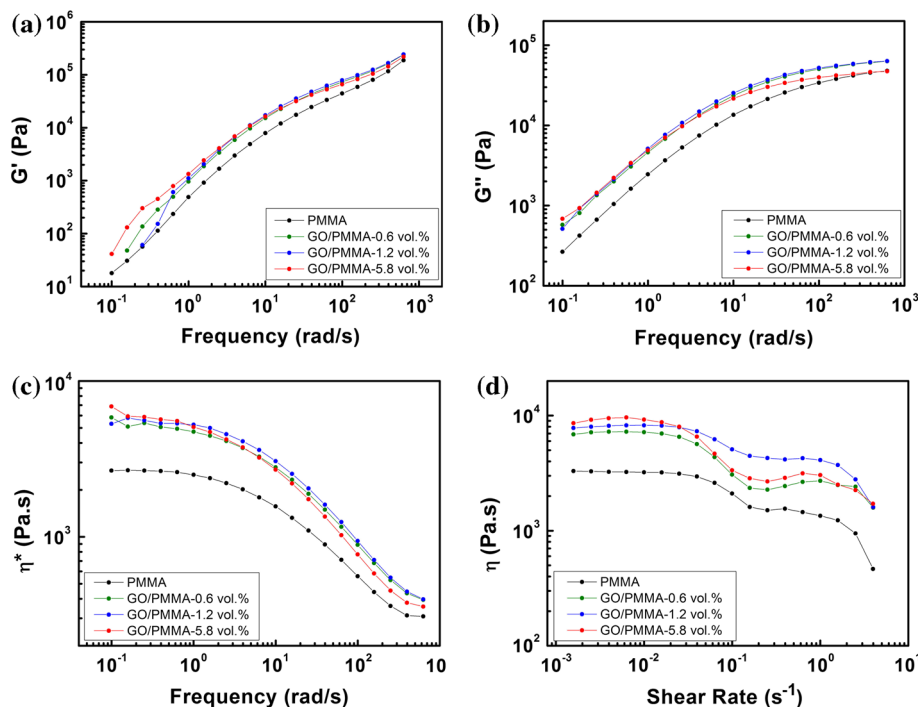 (a)
10^6
10^5
10^4
10^3
10^2
10^1
G' (Pa)
PMMA
GO/PMMA-0.6 vol.%
GO/PMMA-1.2 vol.%
GO/PMMA-5.8 vol.%
10^-1 10^0 10^1 10^2 10^3
Frequency (rad/s)
(b)
10^5
10^4
10^3
10^2
G'' (Pa)
PMMA
GO/PMMA-0.6 vol.%
GO/PMMA-1.2 vol.%
GO/PMMA-5.8 vol.%
10^-1 10^0 10^1 10^2 10^3
Frequency (rad/s)
(c)
10^4
10^3
η* (Pa.s)
PMMA
GO/PMMA-0.6 vol.%
GO/PMMA-1.2 vol.%
GO/PMMA-5.8 vol.%
10^-1 10^0 10^1 10^2
Frequency (rad/s)
(d)
10^4
10^3
10^2
η (Pa.s)
PMMA
GO/PMMA-0.6 vol.%
GO/PMMA-1.2 vol.%
GO/PMMA-5.8 vol.%
10^-3 10^-2 10^-1 10^0 10^1
Shear Rate (s^-1)